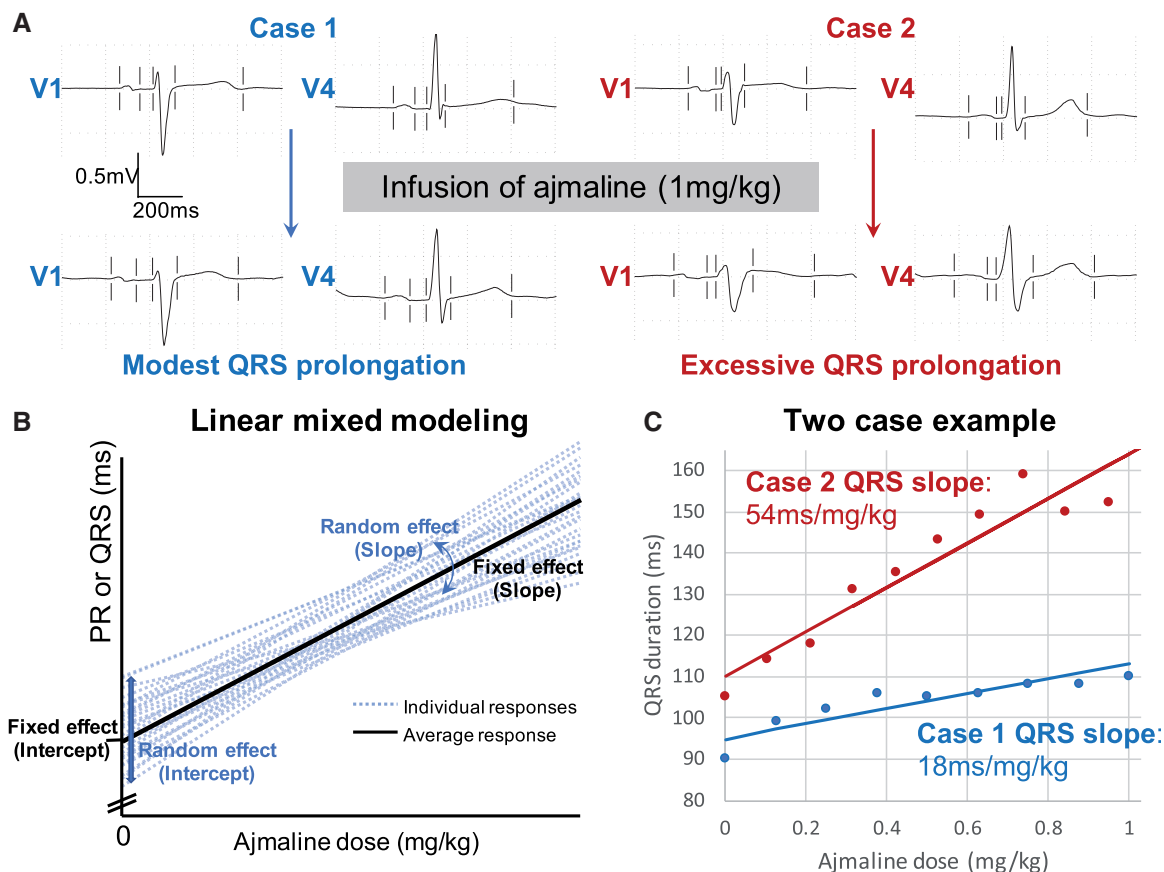 A
Case 1
Case 2
V1
V4
V1
V4
0.5mV
200ms
Infusion of ajmaline (1mg/kg)
V1
V4
V1
V4
Modest QRS prolongation
Excessive QRS prolongation
B
Linear mixed modeling
PR or QRS (ms)
Random effect
(Slope)
Fixed effect
(Slope)
Fixed effect
(Intercept)
Random effect
(Intercept)
Individual responses
Average response
0
Ajmaline dose (mg/kg)
C
Two case example
QRS duration (ms)
160
150
140
130
120
110
100
90
80
Case 2 QRS slope:
54ms/mg/kg
Case 1 QRS slope:
18ms/mg/kg
0
0.2
0.4
0.6
0.8
1
Ajmaline dose (mg/kg)